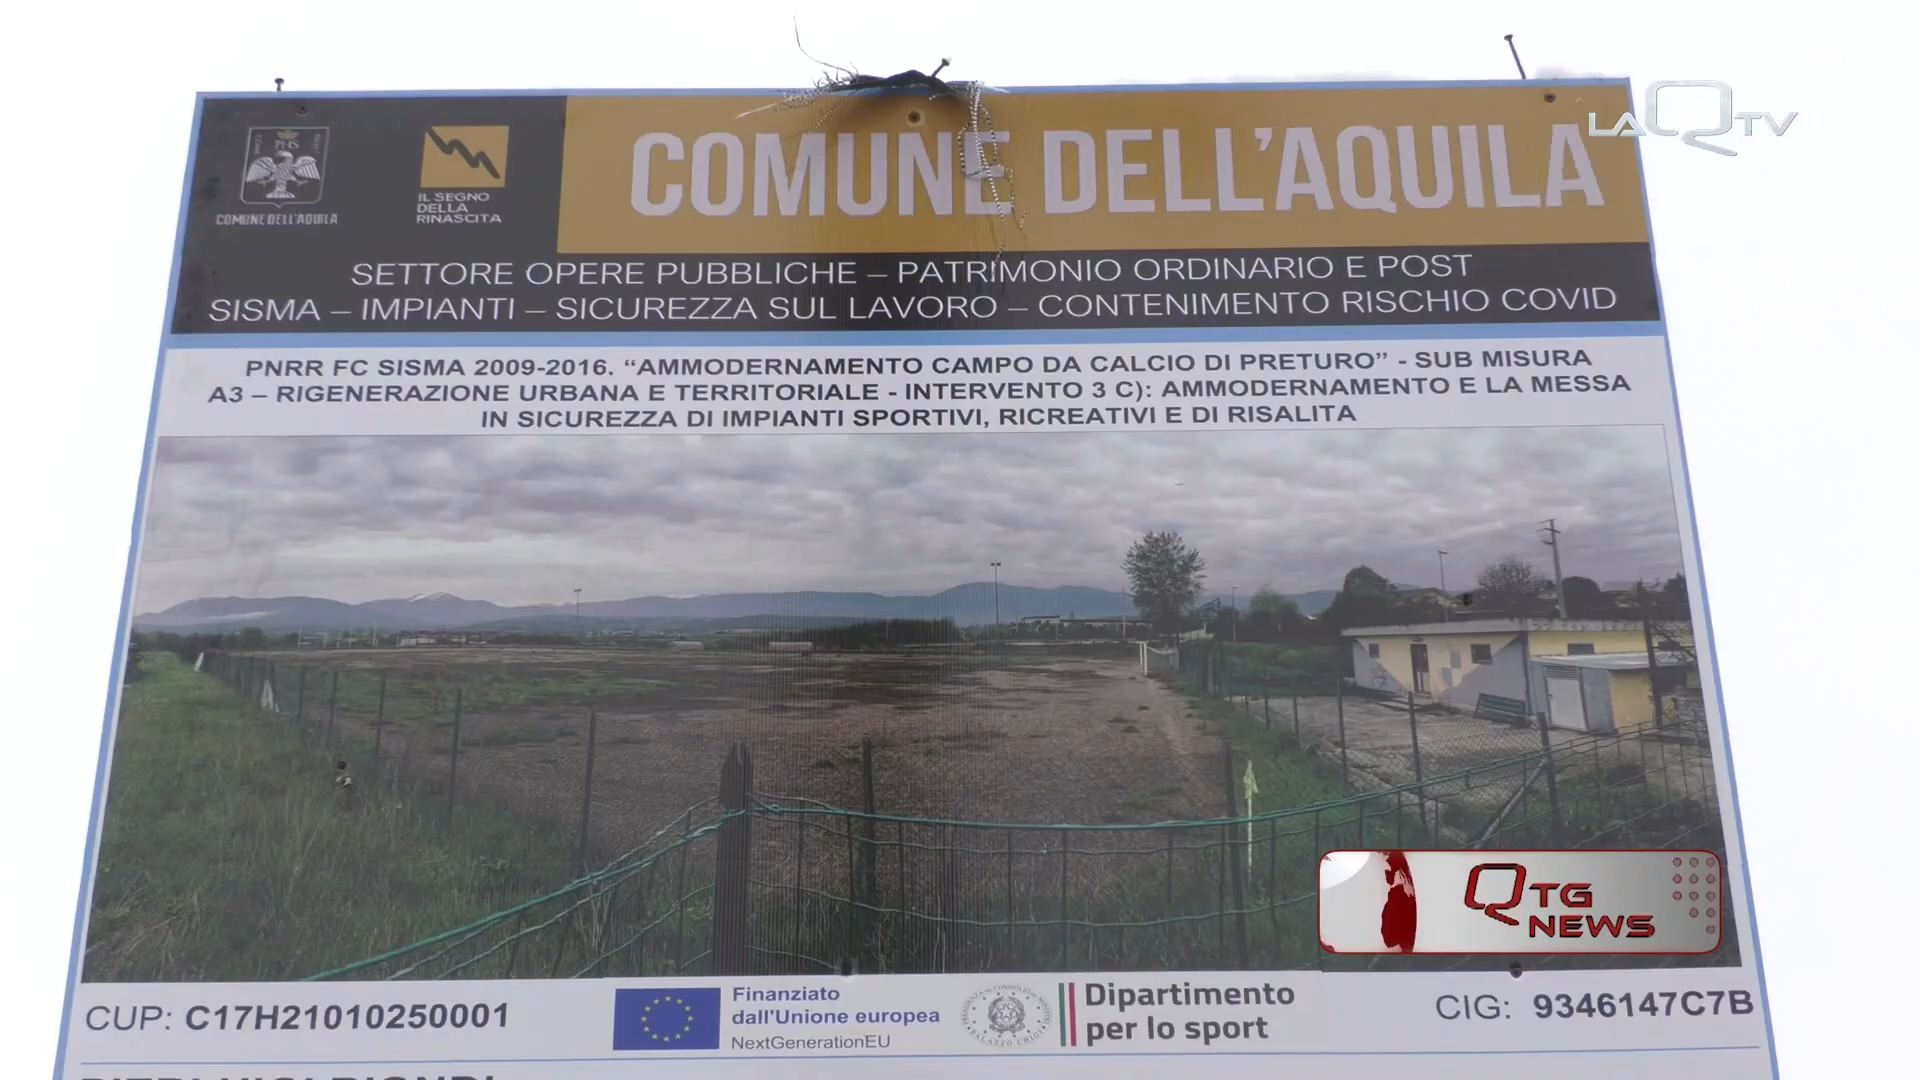 LAQTV
COMUNE DELL'AQUILA
IL SEGNO
DELLA
RINASCITA
COMUNE DELL'AQUILA
SETTORE OPERE PUBBLICHE – PATRIMONIO ORDINARIO E POST
SISMA – IMPIANTI – SICUREZZA SUL LAVORO – CONTENIMENTO RISCHIO COVID
PNRR FC SISMA 2009-2016. “AMMODERNAMENTO CAMPO DA CALCIO DI PRETURO” - SUB MISURA
A3 – RIGENERAZIONE URBANA E TERRITORIALE - INTERVENTO 3 C): AMMODERNAMENTO E LA MESSA
IN SICUREZZA DI IMPIANTI SPORTIVI, RICREATIVI E DI RISALITA
QTG
NEWS
CUP: C17H21010250001
Finanziato
dall'Unione europea
NextGenerationEU
Dipartimento
per lo sport
CIG: 9346147C7B